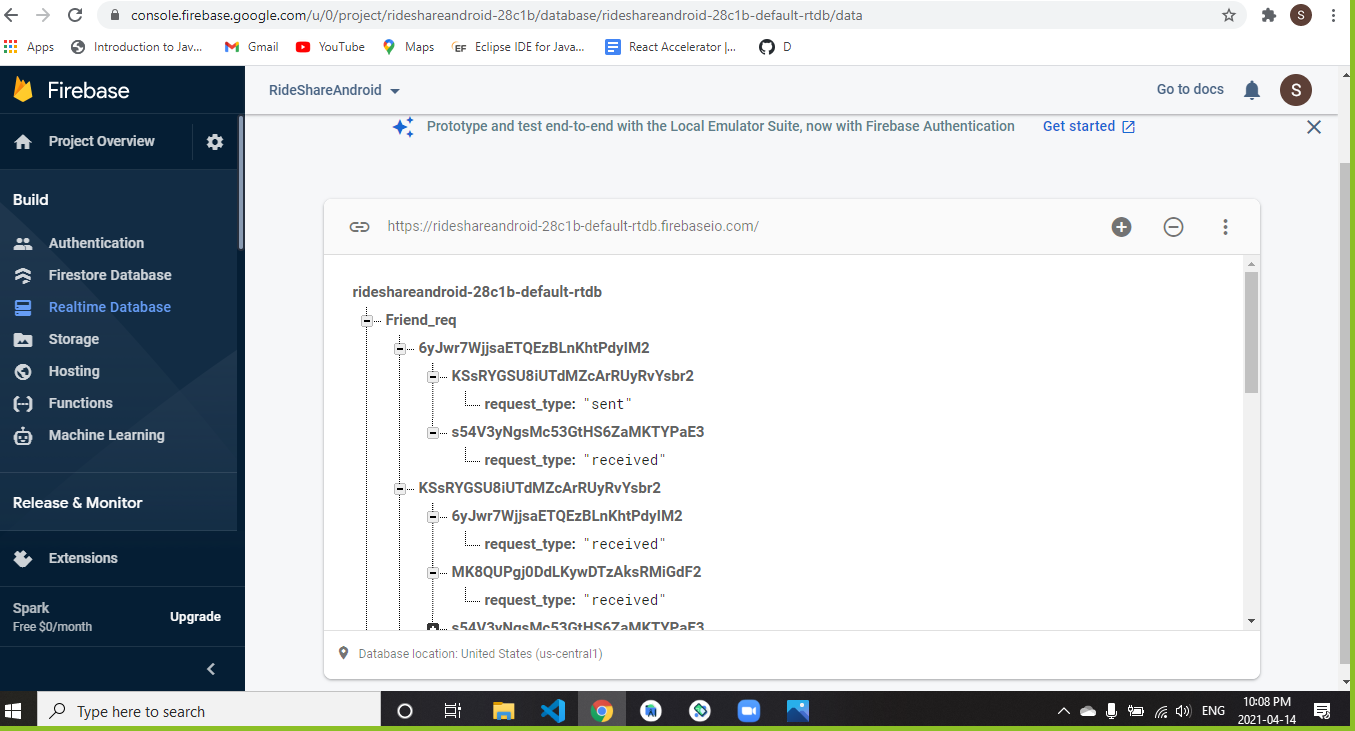 console.firebase.google.com/u/0/project/rideshareandroid-28c1b/database/rideshareandroid-28c1b-default-rtdb/data
S
Apps Introduction to Jav... Gmail YouTube Maps EF Eclipse IDE for Java... React Accelerator |... D
Firebase
RideShareAndroid
Go to docs
S
Prototype and test end-to-end with the Local Emulator Suite, now with Firebase Authentication Get started
Project Overview
Build
Authentication
Firestore Database
Realtime Database
Storage
Hosting
Functions
Machine Learning
Release & Monitor
Extensions
Spark
Free $0/month
Upgrade
https://rideshareandroid-28c1b-default-rtdb.firebaseio.com/
rideshareandroid-28c1b-default-rtdb
Friend_req
6yJwr7WjjsaETQEzBLnKhtPdyIM2
KSsRYGSU8iUTdMZcArRUyRvYsbr2
request_type: "sent"
s54V3yNgsMc53GtHS6ZaMKTYPaE3
request_type: "received"
KSsRYGSU8iUTdMZcArRUyRvYsbr2
6yJwr7WjjsaETQEzBLnKhtPdyIM2
request_type: "received"
MK8QUPgj0DdLKywDTzAksRMiGdF2
request_type: "received"
s54V3yNgsMc53GtHS6ZaMKTYPaE3
Database location: United States (us-central1)
Type here to search
ENG
10:08 PM
2021-04-14